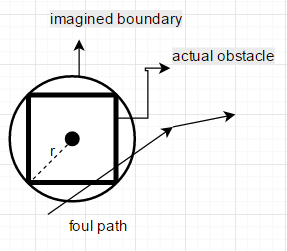 imagined boundary
actual obstacle
r
foul path